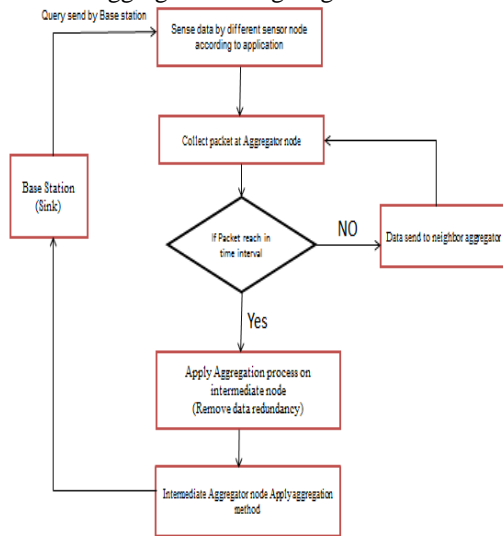 Query send by Base station
Sense data by different sensor node
according to application
Collect packet at Aggregator node
Base Station
(Sink)
If Packet reach in
time interval
NO
Data send to neighbor aggregator
Yes
Apply Aggregation process on
intermediate node
(Remove data redundancy)
Intermediate Aggregator node Apply aggregation
method